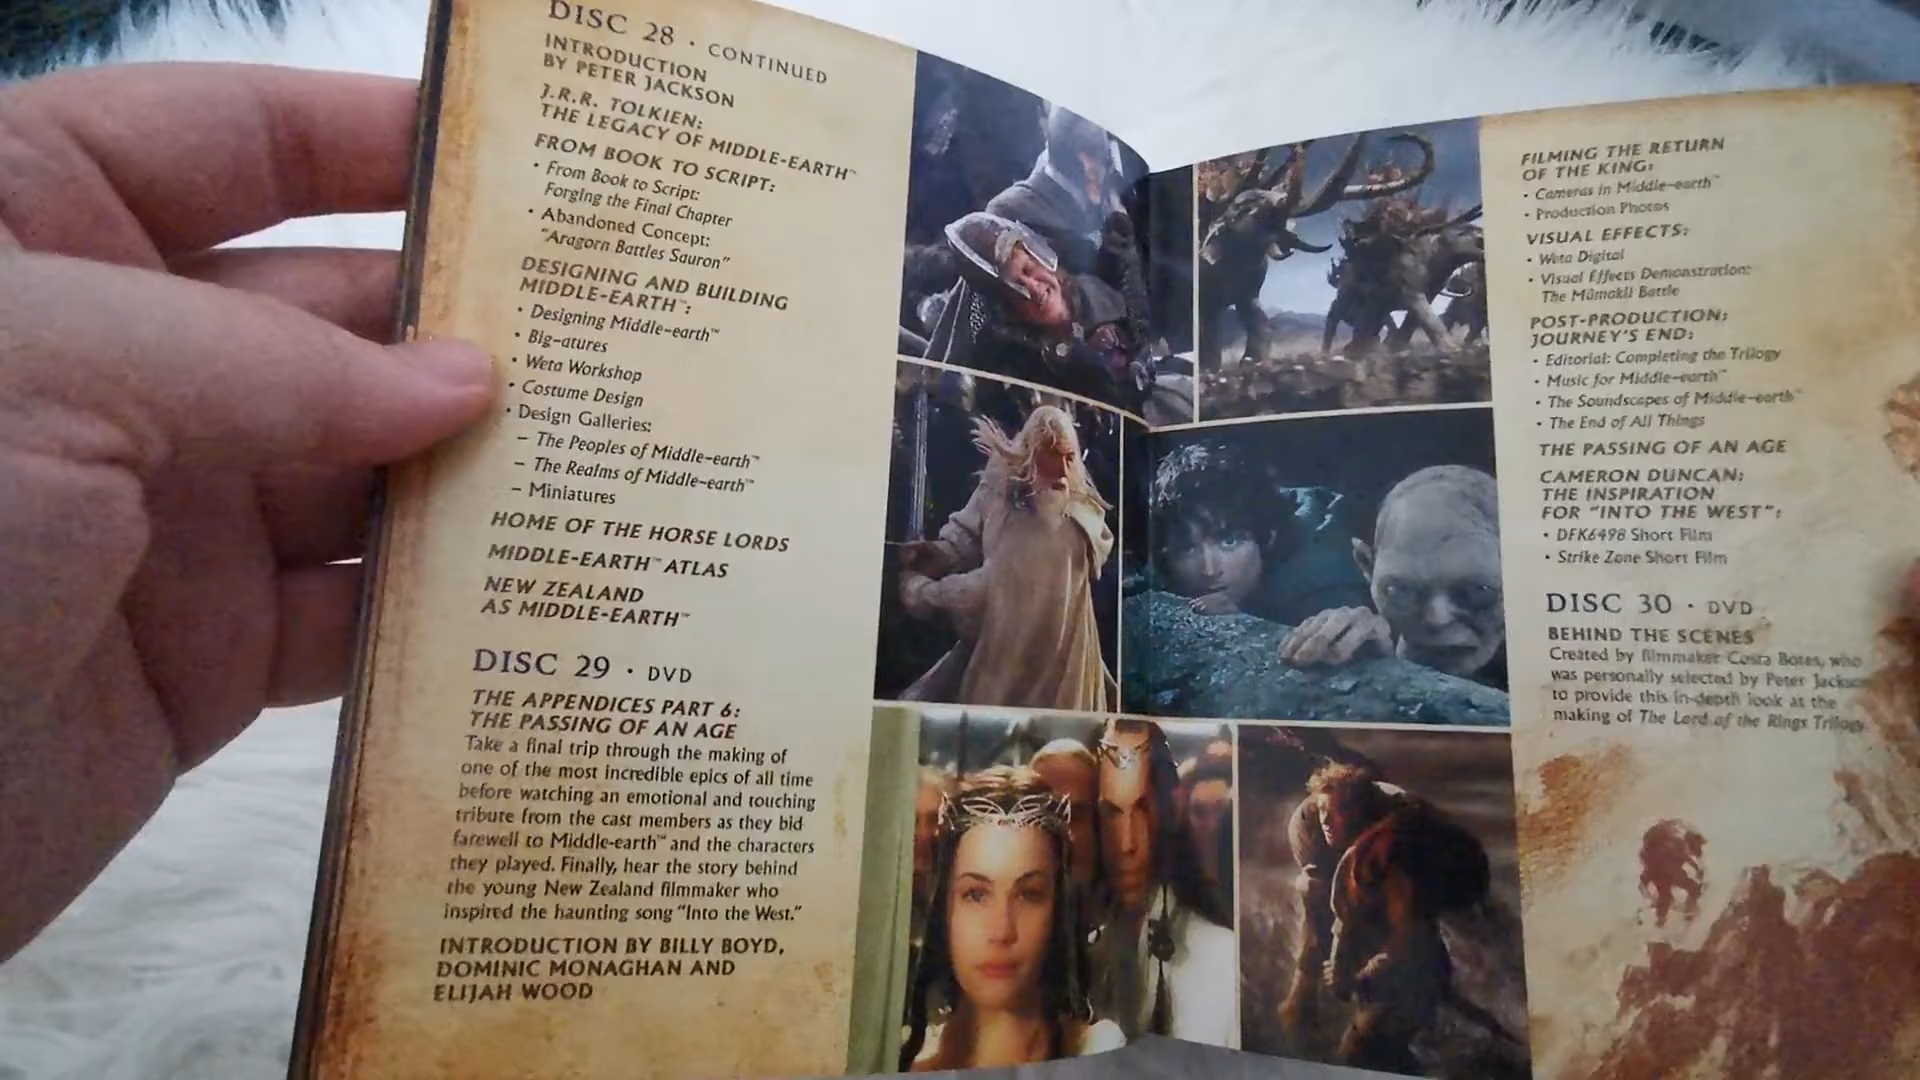 DISC 28 · CONTINUED
INTRODUCTION
BY PETER JACKSON
J.R.R. TOLKIEN:
THE LEGACY OF MIDDLE-EARTH™
FROM BOOK TO SCRIPT:
• From Book to Script:
Forging the Final Chapter
• Abandoned Concept:
"Aragorn Battles Sauron"
DESIGNING AND BUILDING
MIDDLE-EARTH™:
• Designing Middle-earth™
• Big-atures
• Weta Workshop
• Costume Design
• Design Galleries:
– The Peoples of Middle-earth™
– The Realms of Middle-earth™
– Miniatures
HOME OF THE HORSE LORDS
MIDDLE-EARTH™ ATLAS
NEW ZEALAND
AS MIDDLE-EARTH™
DISC 29 · DVD
THE APPENDICES PART 6:
THE PASSING OF AN AGE
Take a final trip through the making of
one of the most incredible epics of all time
before watching an emotional and touching
tribute from the cast members as they bid
farewell to Middle-earth™ and the characters
they played. Finally, hear the story behind
the young New Zealand filmmaker who
inspired the haunting song "Into the West."
INTRODUCTION BY BILLY BOYD,
DOMINIC MONAGHAN AND
ELIJAH WOOD
FILMING THE RETURN
OF THE KING:
• Cameras in Middle-earth™
• Production Photos
VISUAL EFFECTS:
• Weta Digital
• Visual Effects Demonstration:
The Mûmakil Battle
POST-PRODUCTION:
JOURNEY'S END:
• Editorial: Completing the Trilogy
• Music for Middle-earth™
• The Soundscapes of Middle-earth™
• The End of All Things
THE PASSING OF AN AGE
CAMERON DUNCAN:
THE INSPIRATION
FOR "INTO THE WEST":
• DFK6498 Short Film
• Strike Zone Short Film
DISC 30 · DVD
BEHIND THE SCENES
Created by filmmaker Costa Botes, who
was personally selected by Peter Jackson
to provide this in-depth look at the
making of The Lord of the Rings Trilogy.